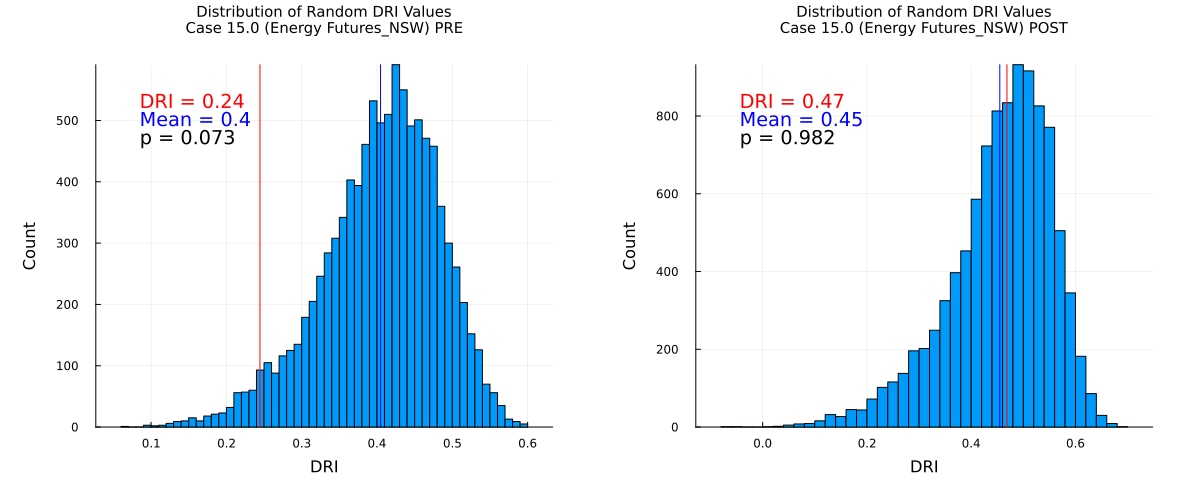 Distribution of Random DRI Values
Case 15.0 (Energy Futures_NSW) PRE
DRI = 0.24
Mean = 0.4
p = 0.073
Count
500
400
300
200
100
0
0.1
0.2
0.3
0.4
0.5
0.6
DRI
Distribution of Random DRI Values
Case 15.0 (Energy Futures_NSW) POST
DRI = 0.47
Mean = 0.45
p = 0.982
Count
800
600
400
200
0
0.0
0.2
0.4
0.6
DRI